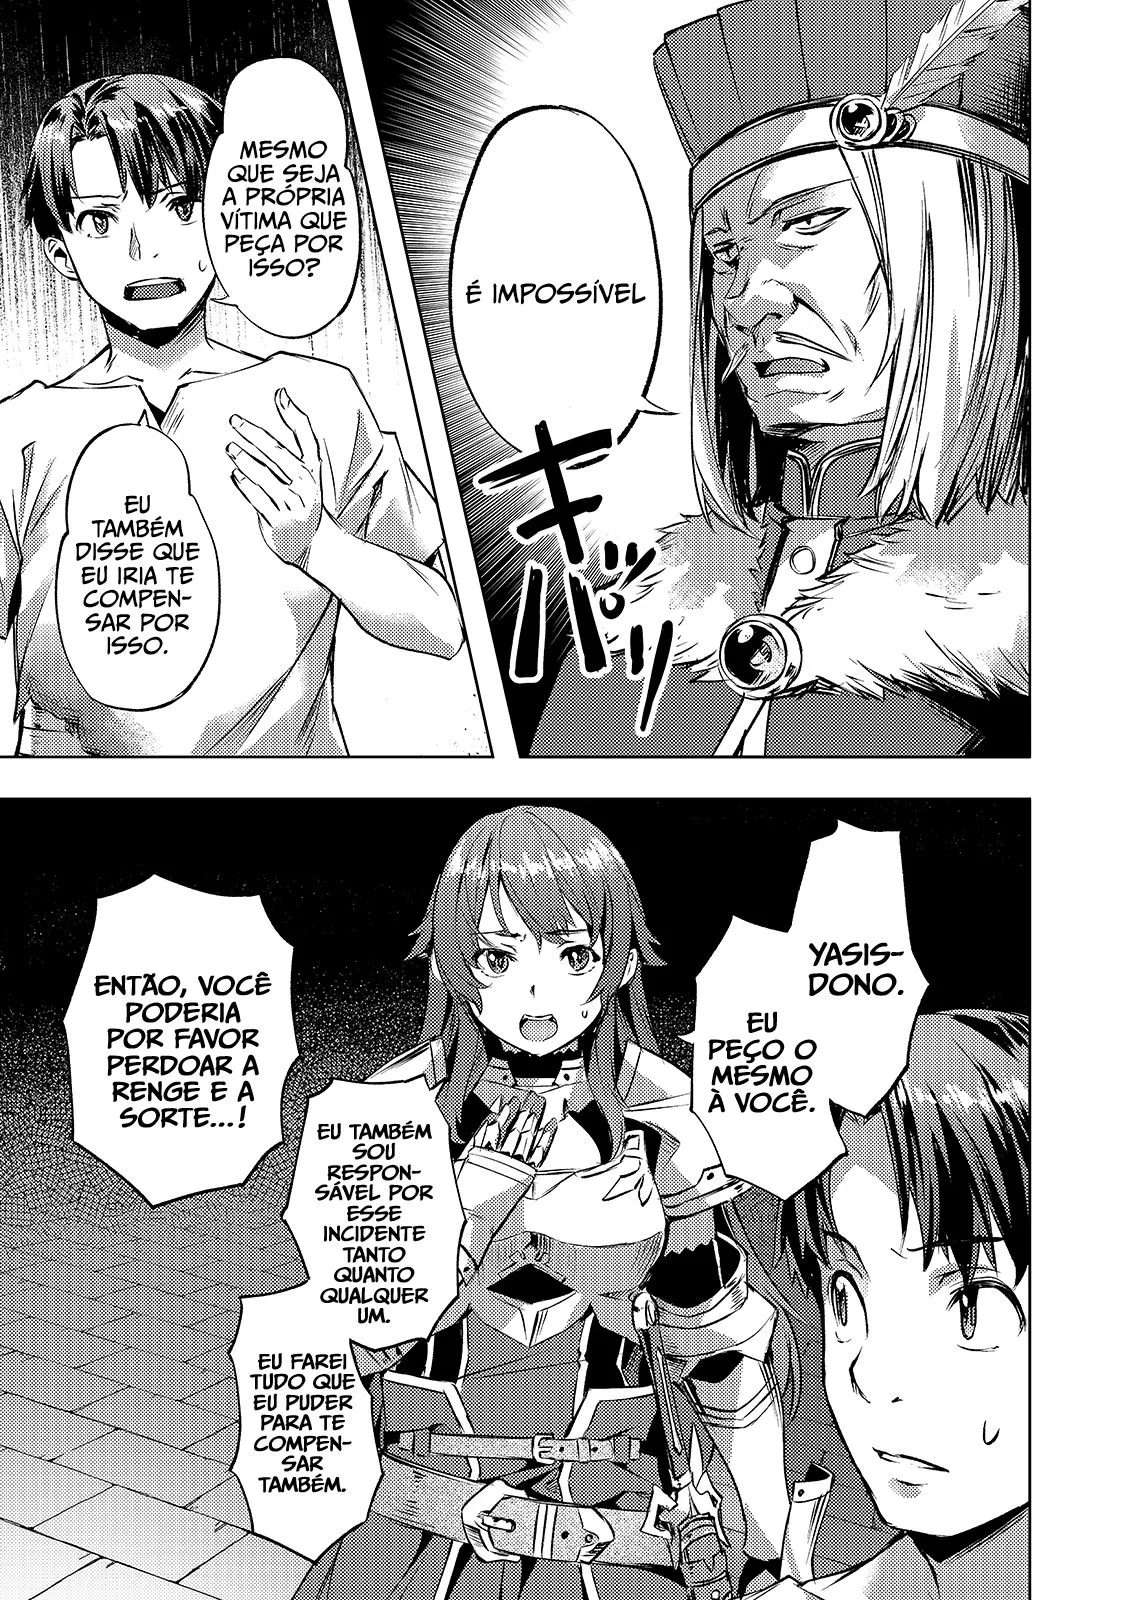 É IMPOSSÍVEL
キッ
パリ
MESMO
QUE SEJA
A PRÓPRIA
VÍTIMA QUE
PEÇA POR
ISSO?
EU
TAMBÉM
DISSE QUE
EU IRIA TE
COMPEN-
SAR POR
ISSO.
YASIS-
DONO.
EU
PEÇO O
MESMO
À VOCÊ.
EU TAMBÉM
SOU
RESPON-
SÁVEL POR
ESSE
INCIDENTE
TANTO
QUANTO
QUALQUER
UM.
EU FAREI
TUDO QUE
EU PUDER
PARA TE
COMPEN-
SAR
TAMBÉM.
ENTÃO, VOCÊ
PODERIA
POR FAVOR
PERDOAR A
RENGE E A
SORTE...!